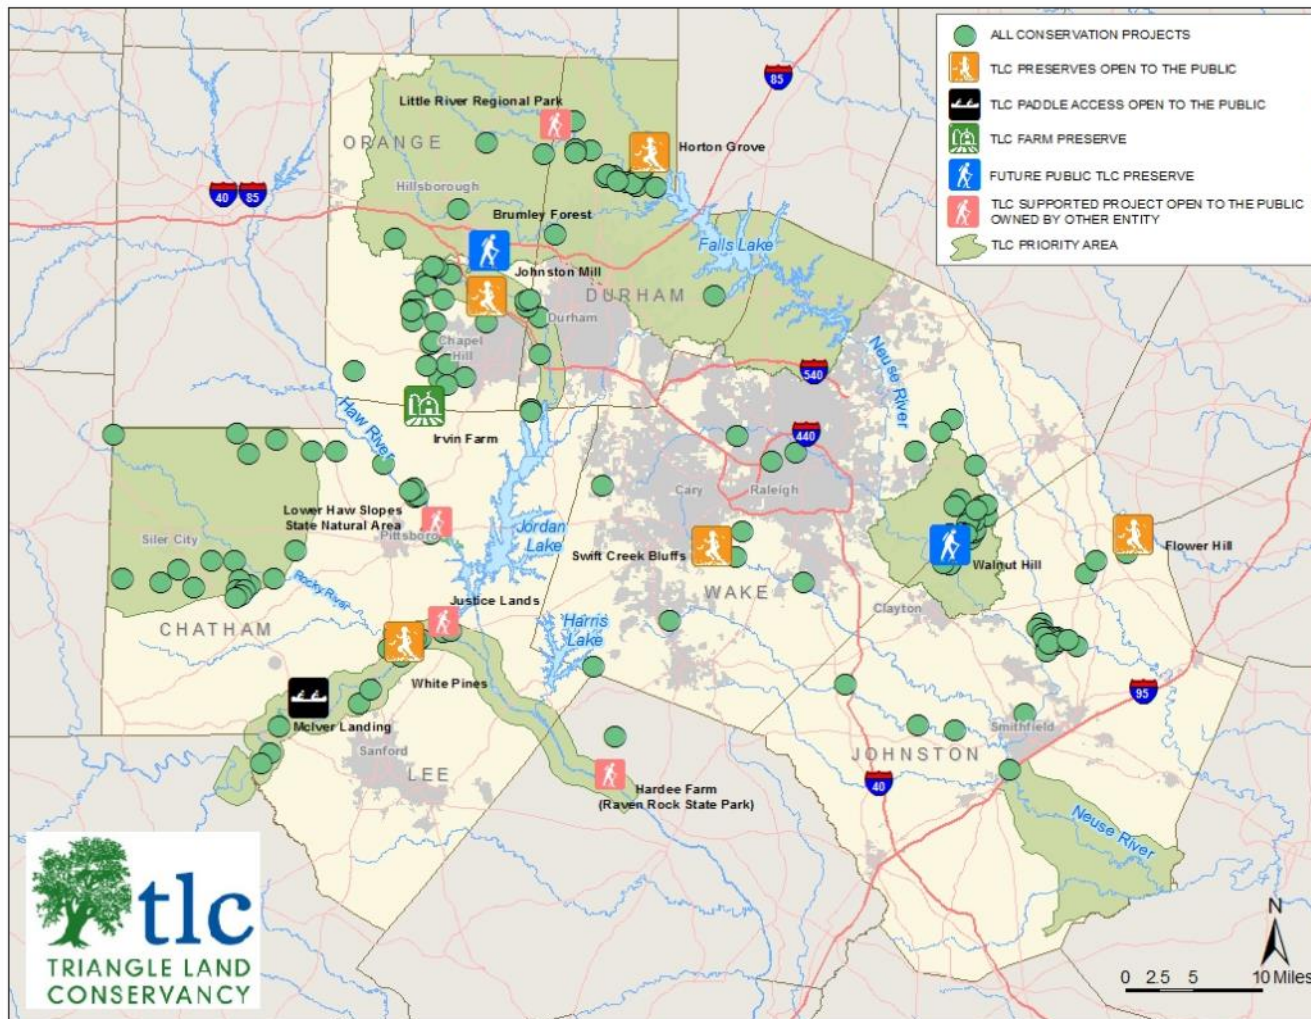 ALL CONSERVATION PROJECTS
TLC PRESERVES OPEN TO THE PUBLIC
TLC PADDLE ACCESS OPEN TO THE PUBLIC
TLC FARM PRESERVE
FUTURE PUBLIC TLC PRESERVE
TLC SUPPORTED PROJECT OPEN TO THE PUBLIC
OWNED BY OTHER ENTITY
TLC PRIORITY AREA
85
Little River Regional Park
ORANGE
Horton Grove
Hillsborough
40
85
Brumley Forest
Falls Lake
Johnston Mill
DURHAM
Durham
Chapel
Hill
540
Neuse River
Haw River
Irvin Farm
440
Cary
Raleigh
Lower Haw Slopes
State Natural Area
Pittsboro
Jordan
Lake
Siler City
Swift Creek Bluffs
Flower Hill
Walnut Hill
Rocky River
Justice Lands
WAKE
Clayton
CHATHAM
Harris
Lake
White Pines
95
McIver Landing
Smithfield
Sanford
LEE
JOHNSTON
Hardee Farm
(Raven Rock State Park)
40
Neuse River
tlc
TRIANGLE LAND
CONSERVANCY
N
0 2.5 5 10 Miles